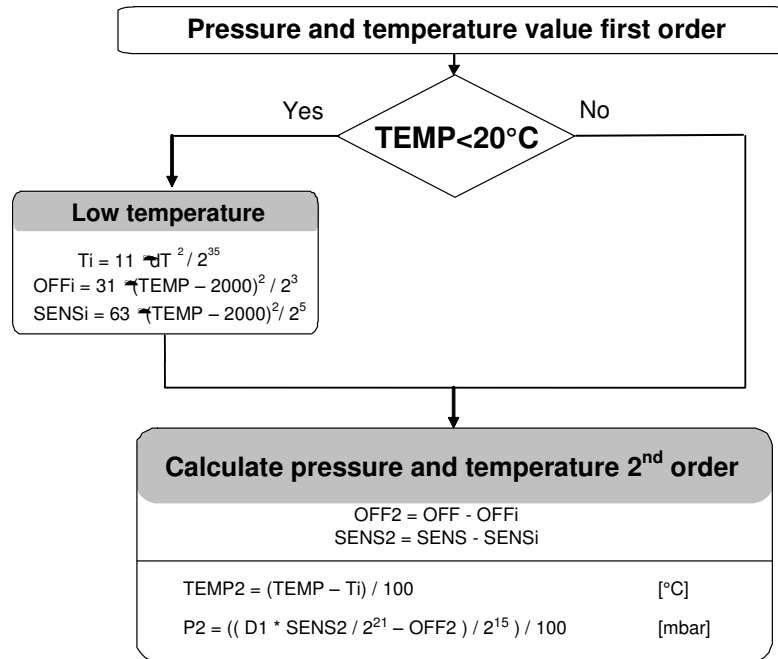 Pressure and temperature value first order
Yes
No
TEMP<20°C
Low temperature
Ti = 11 dT ² / 2³⁵
OFFi = 31 (TEMP – 2000)² / 2³
SENSi = 63 (TEMP – 2000)²/ 2⁵
Calculate pressure and temperature 2ⁿᵈ order
OFF2 = OFF - OFFi
SENS2 = SENS - SENSi
TEMP2 = (TEMP – Ti) / 100 [°C]
P2 = (( D1 * SENS2 / 2²¹ – OFF2 ) / 2¹⁵ ) / 100 [mbar]